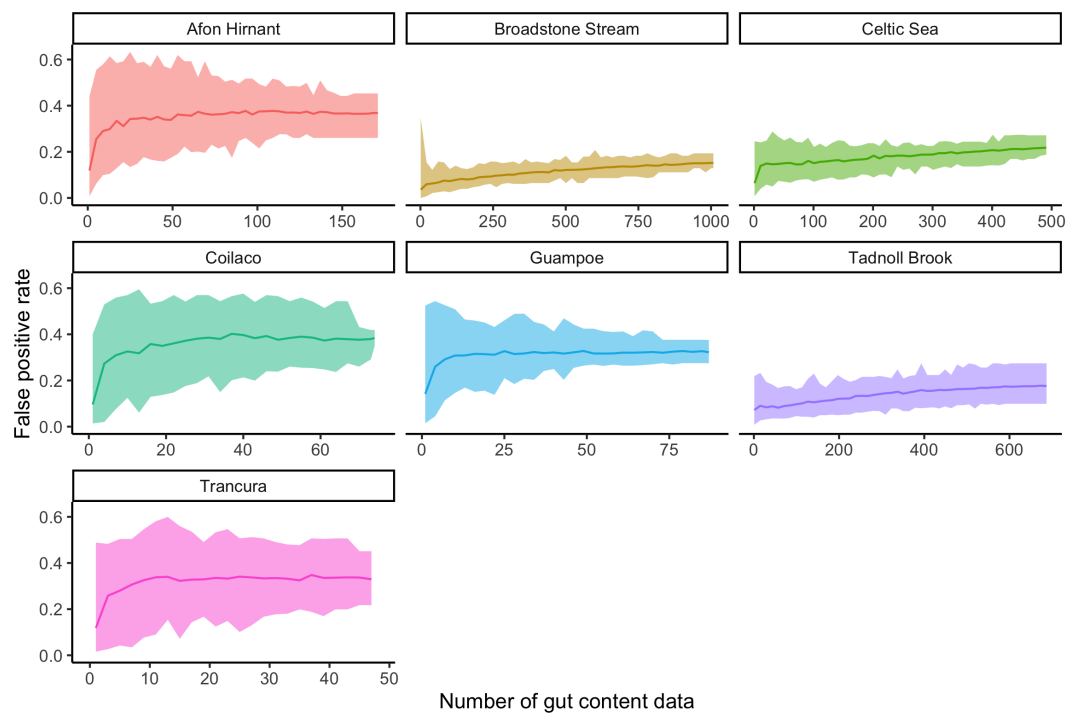 Afon Hirnant
Broadstone Stream
Celtic Sea
0.6
0.4
0.2
0.0
0 50 100 150
0 250 500 750 1000
0 100 200 300 400 500
Coilaco
Guampoe
Tadnoll Brook
0.6
0.4
0.2
0.0
0 20 40 60
0 25 50 75
0 200 400 600
Trancura
0.6
0.4
0.2
0.0
0 10 20 30 40 50
False positive rate
Number of gut content data